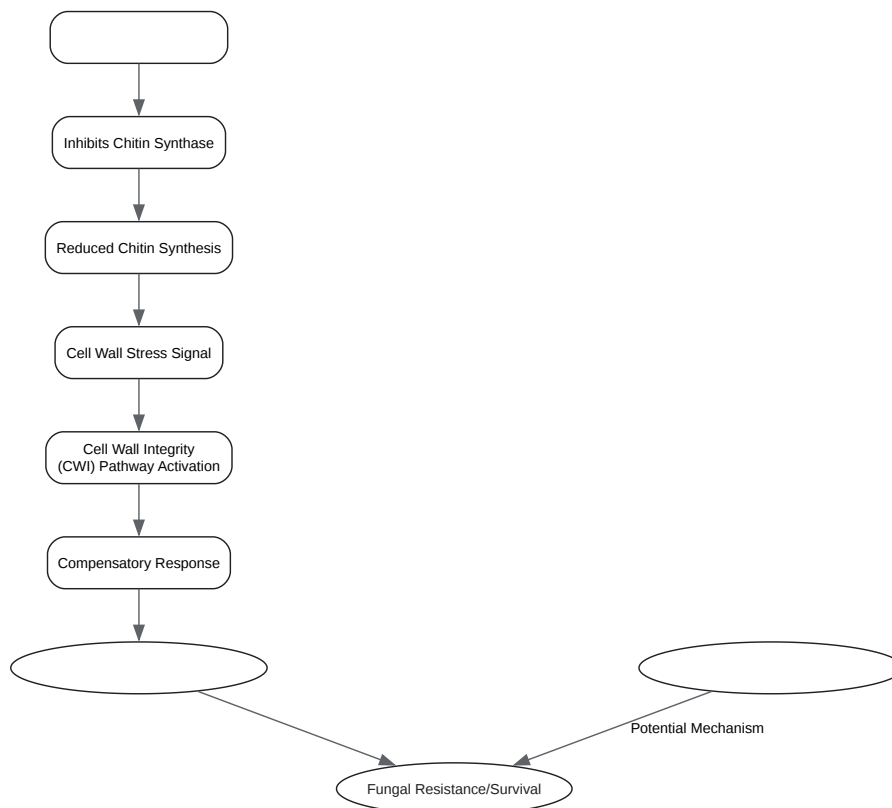 Inhibits Chitin Synthase
Reduced Chitin Synthesis
Cell Wall Stress Signal
Cell Wall Integrity
(CWI) Pathway Activation
Compensatory Response
Potential Mechanism
Fungal Resistance/Survival